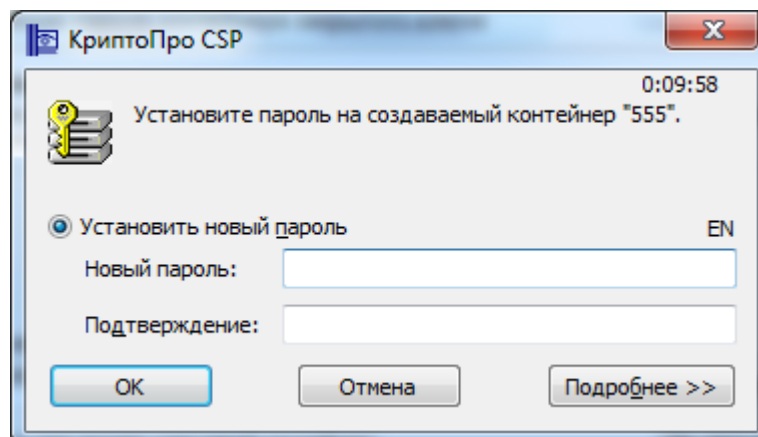 КриптоПро CSP
0:09:58
Установите пароль на создаваемый контейнер "555".
Установить новый пароль
EN
Новый пароль:
Подтверждение:
ОК
Отмена
Подробнее >>